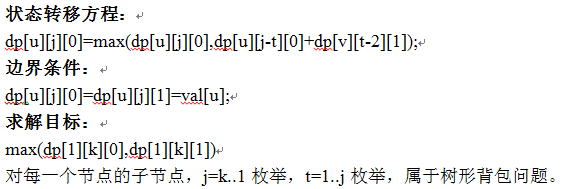 状态转移方程：
dp[u][j][0]=max(dp[u][j][0],dp[u][j-t][0]+dp[v][t-2][1]);
边界条件：
dp[u][j][0]=dp[u][j][1]=val[u];
求解目标：
max(dp[1][k][0],dp[1][k][1])
对每一个节点的子节点，j=k..1 枚举，t=1..j 枚举，属于树形背包问题。